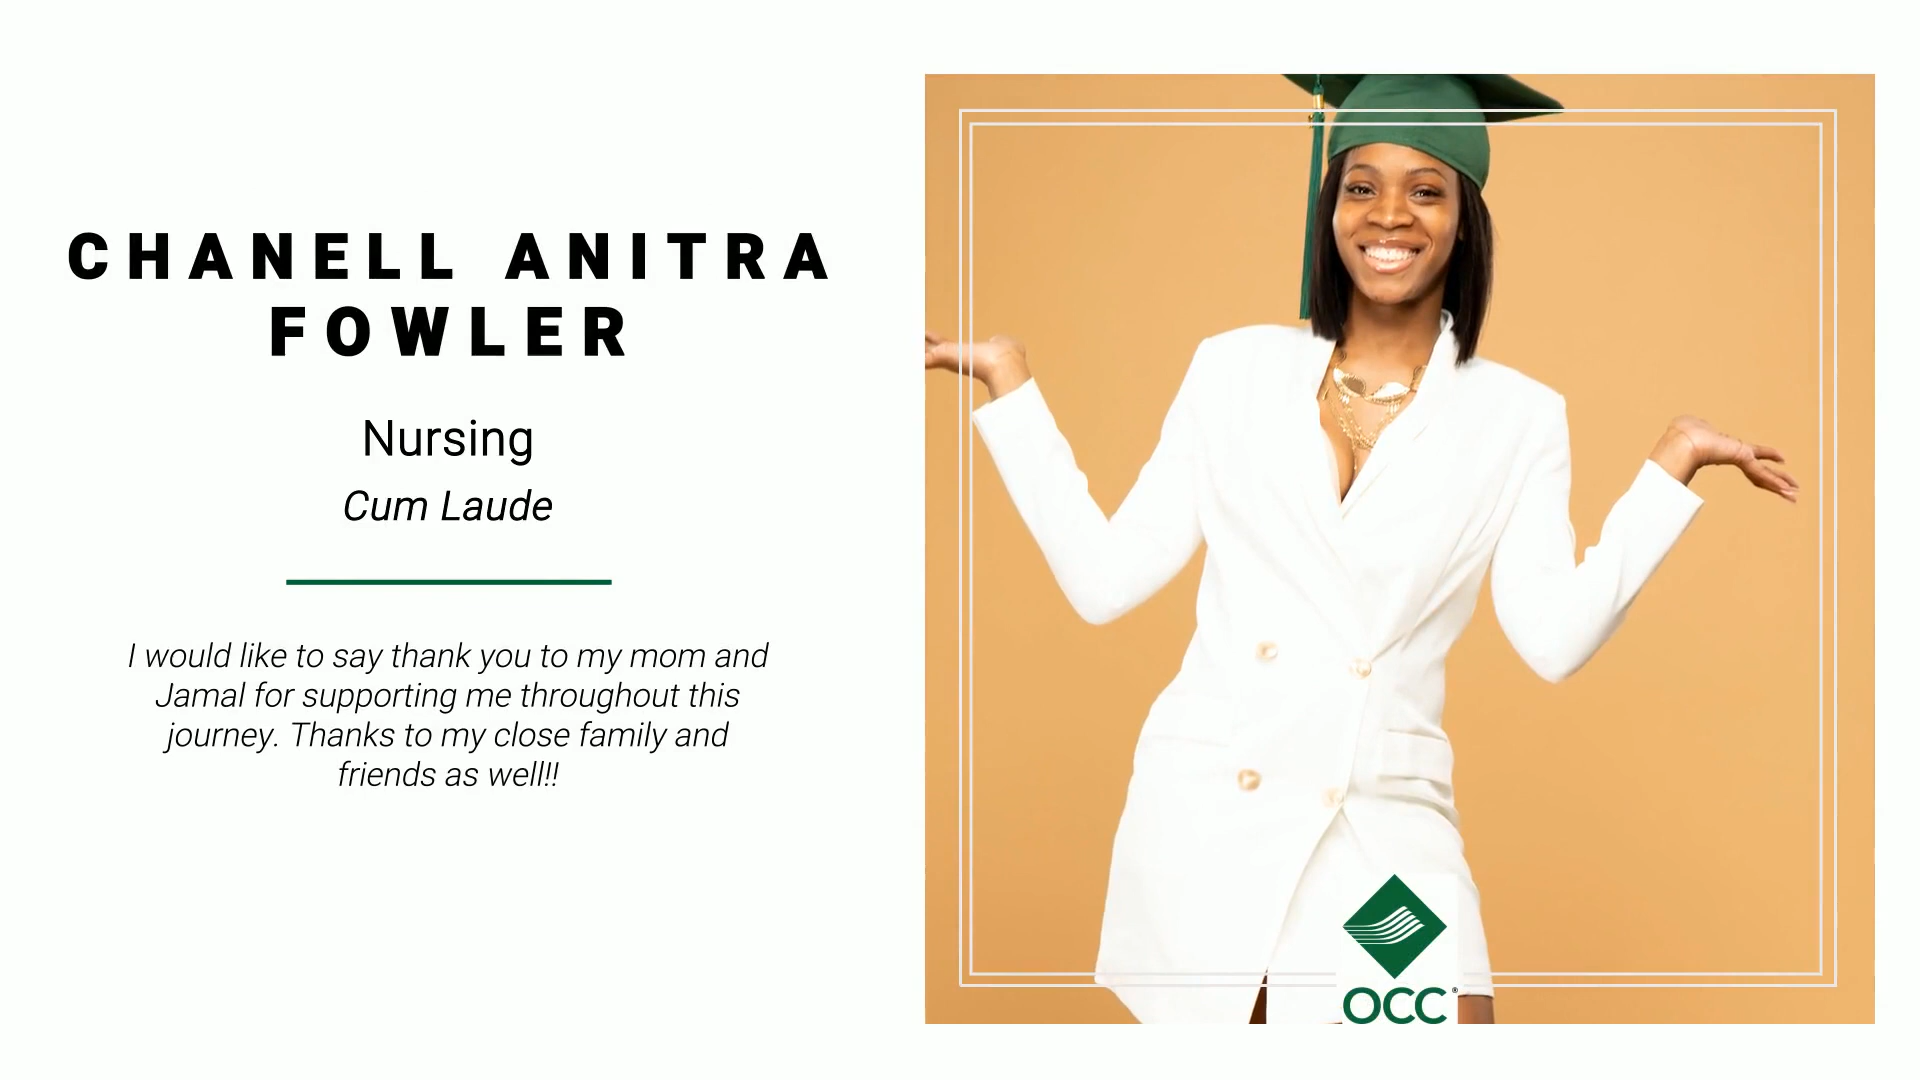 CHANELL ANITRA
FOWLER
Nursing
Cum Laude
I would like to say thank you to my mom and
Jamal for supporting me throughout this
journey. Thanks to my close family and
friends as well!!
OCC®